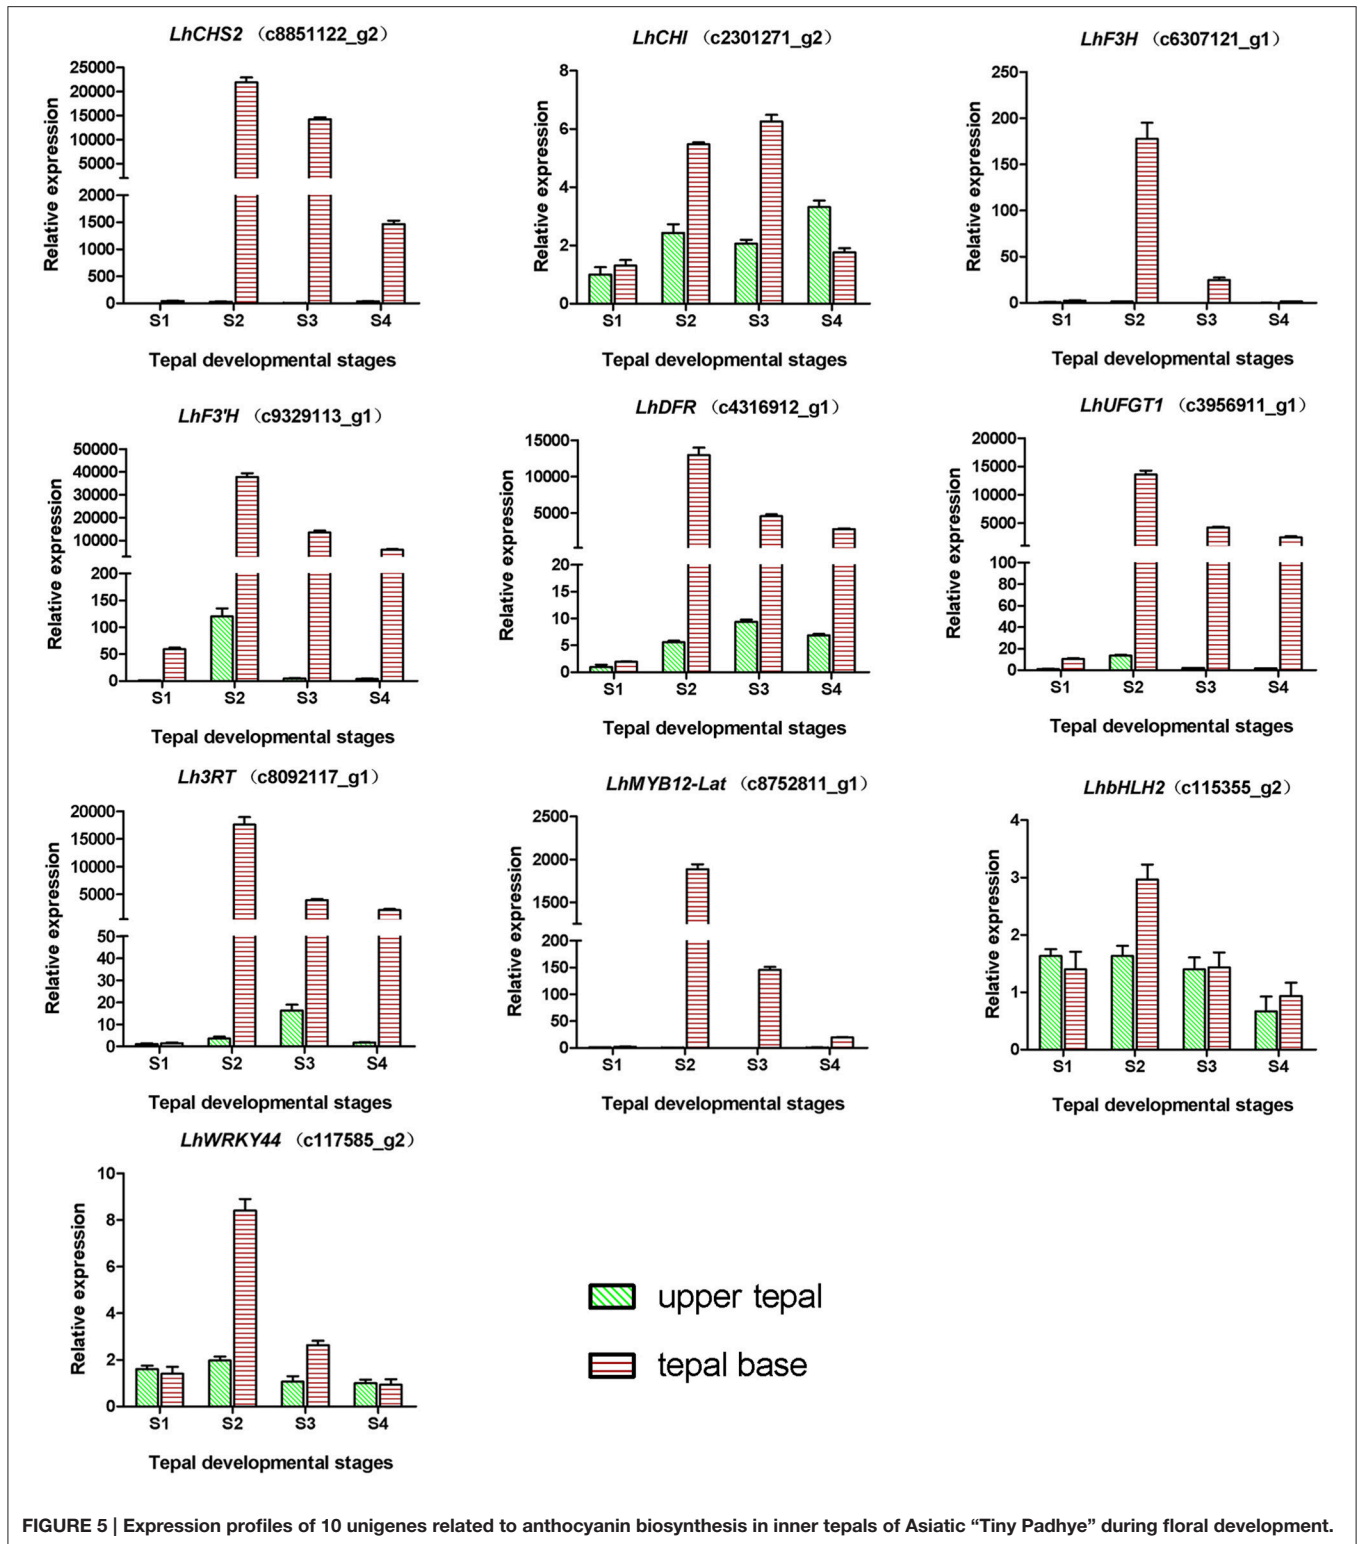 LhCHS2 （c8851122_g2）
25000
20000
15000
10000
5000
2000
1500
1000
500
0
Relative expression
S1 S2 S3 S4
Tepal developmental stages
LhCHI （c2301271_g2）
8
6
4
2
0
Relative expression
S1 S2 S3 S4
Tepal developmental stages
LhF3H （c6307121_g1）
250
200
150
100
50
0
Relative expression
S1 S2 S3 S4
Tepal developmental stages
LhF3'H （c9329113_g1）
50000
40000
30000
20000
10000
200
150
100
50
0
Relative expression
S1 S2 S3 S4
Tepal developmental stages
LhDFR （c4316912_g1）
15000
10000
5000
20
15
10
5
0
Relative expression
S1 S2 S3 S4
Tepal developmental stages
LhUFGT1 （c3956911_g1）
20000
15000
10000
5000
100
80
60
40
20
0
Relative expression
S1 S2 S3 S4
Tepal developmental stages
Lh3RT （c8092117_g1）
20000
15000
10000
5000
50
40
30
20
10
0
Relative expression
S1 S2 S3 S4
Tepal developmental stages
LhMYB12-Lat （c8752811_g1）
2500
2000
1500
200
150
100
50
0
Relative expression
S1 S2 S3 S4
Tepal developmental stages
LhbHLH2（c115355_g2）
4
3
2
1
0
Relative expression
S1 S2 S3 S4
Tepal developmental stages
LhWRKY44 （c117585_g2）
10
8
6
4
2
0
Relative expression
S1 S2 S3 S4
Tepal developmental stages
upper tepal
tepal base
FIGURE 5 | Expression profiles of 10 unigenes related to anthocyanin biosynthesis in inner tepals of Asiatic “Tiny Padhye” during floral development.